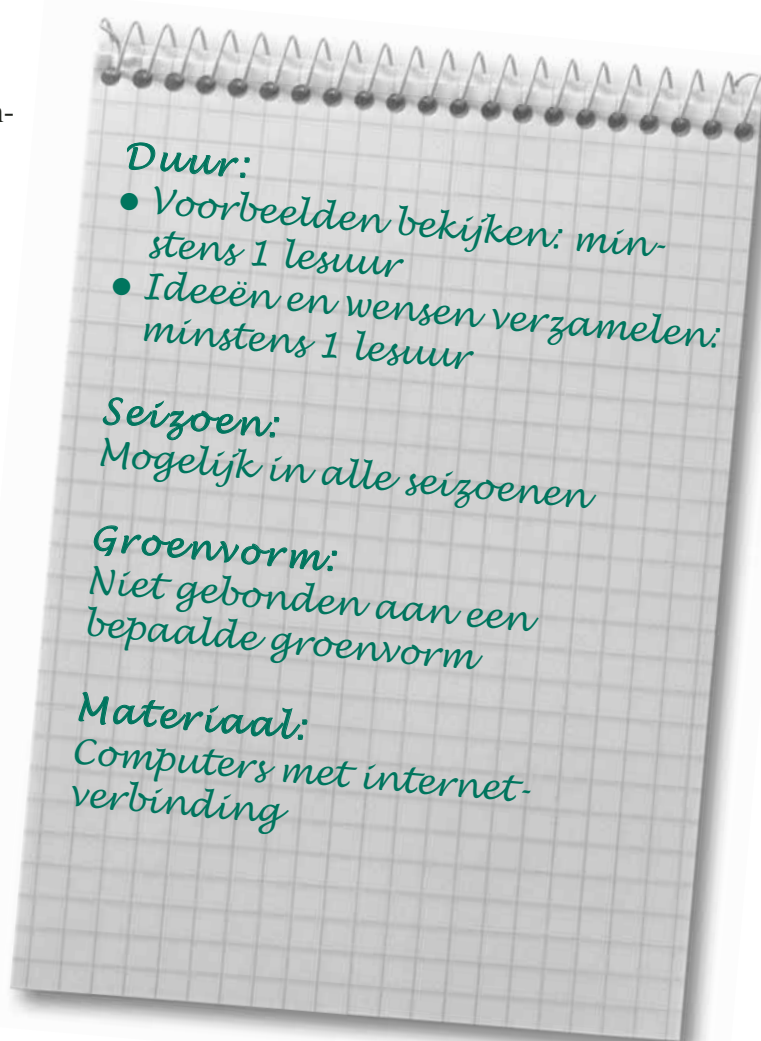 -
Duur:
● Voorbeelden bekijken: min-
stens 1 lesuur
● Ideeën en wensen verzamelen:
minstens 1 lesuur
Seizoen:
Mogelijk in alle seizoenen
Groenvorm:
Niet gebonden aan een
bepaalde groenvorm
Materiaal:
Computers met internet-
verbinding